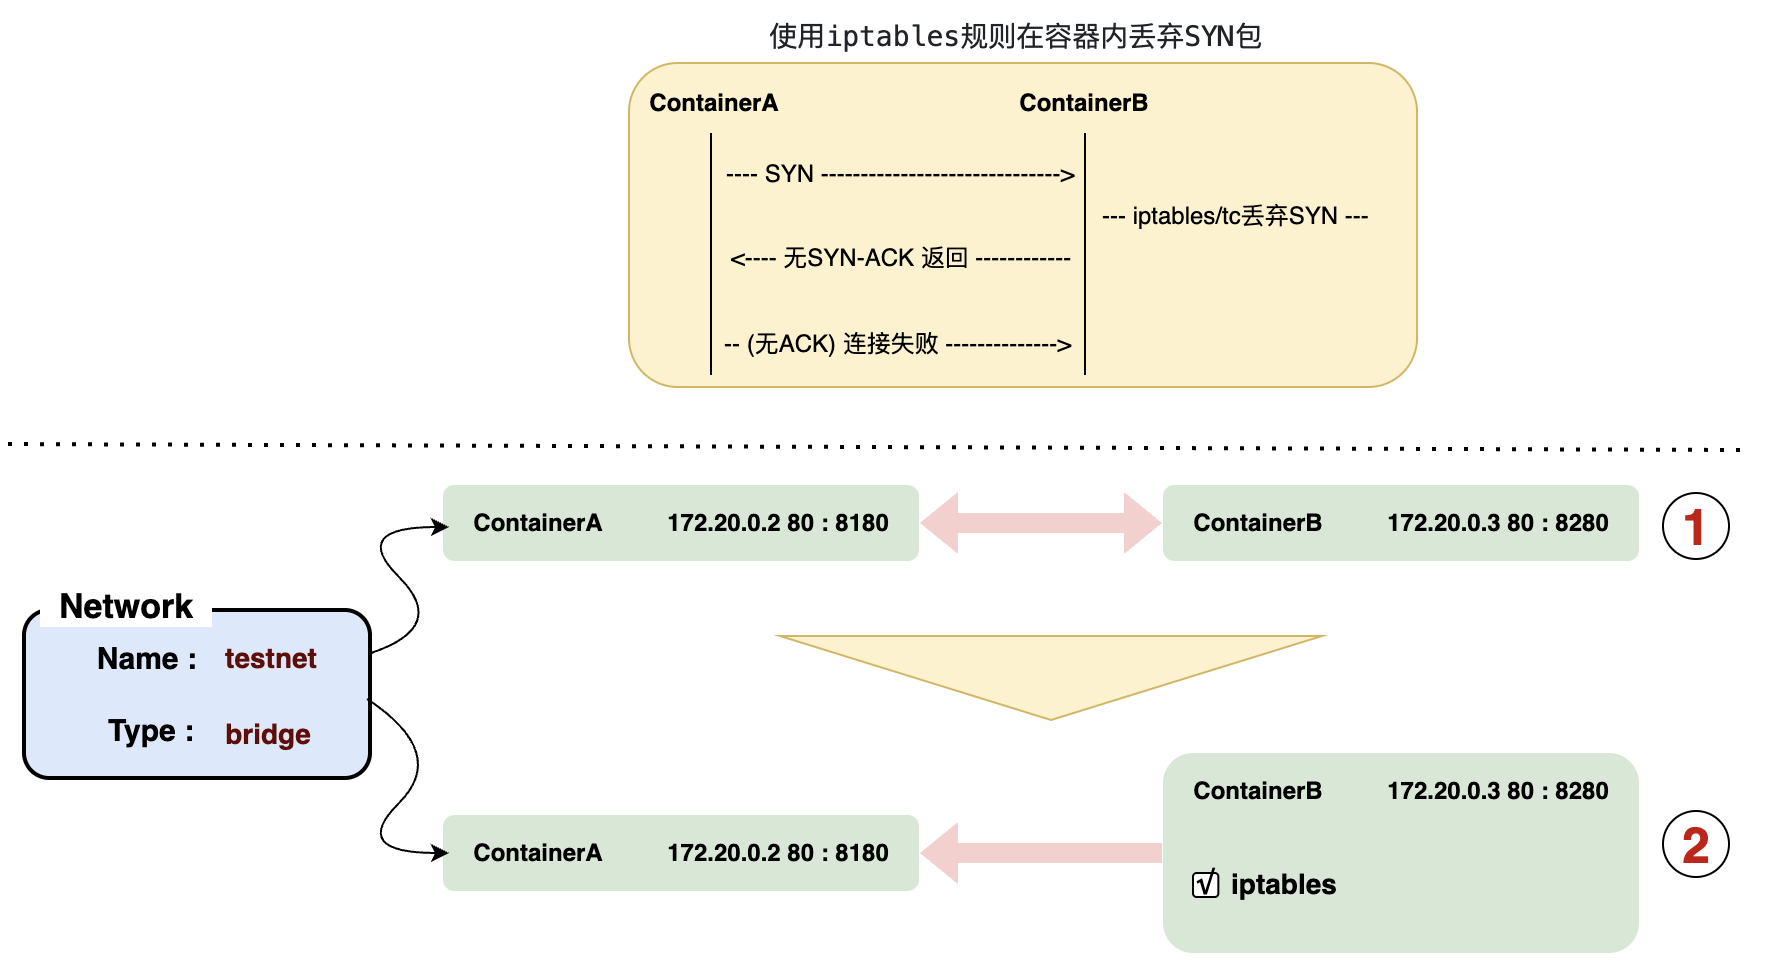 使用iptables规则在容器内丢弃SYN包
ContainerA ContainerB
---- SYN ------------------------------>
--- iptables/tc丢弃SYN ---
<---- 无SYN-ACK 返回 ------------
-- (无ACK) 连接失败 -------------->
ContainerA 172.20.0.2 80 : 8180
ContainerB 172.20.0.3 80 : 8280
1
Network
Name : testnet
Type : bridge
ContainerB 172.20.0.3 80 : 8280
ContainerA 172.20.0.2 80 : 8180
2
iptables